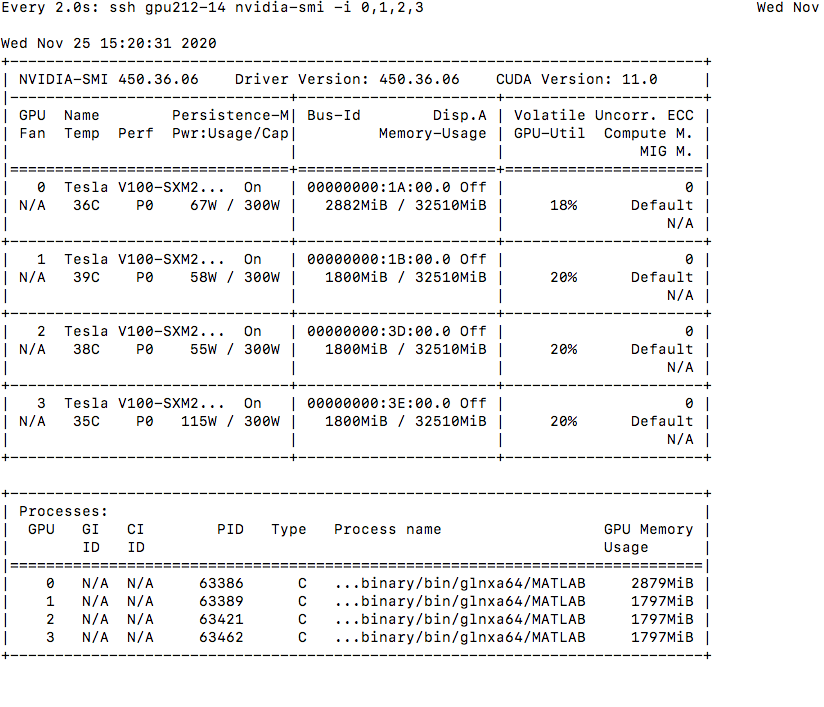 Every 2.0s: ssh gpu212-14 nvidia-smi -i 0,1,2,3                                     Wed Nov
Wed Nov 25 15:20:31 2020
+-----------------------------------------------------------------------------+
| NVIDIA-SMI 450.36.06    Driver Version: 450.36.06    CUDA Version: 11.0     |
|-------------------------------+----------------------+----------------------+
| GPU  Name        Persistence-M| Bus-Id        Disp.A | Volatile Uncorr. ECC |
| Fan  Temp  Perf  Pwr:Usage/Cap|         Memory-Usage | GPU-Util  Compute M. |
|                               |                      |               MIG M. |
|===============================+======================+======================|
|   0  Tesla V100-SXM2...  On   | 00000000:1A:00.0 Off |                    0 |
| N/A   36C    P0    67W / 300W |   2882MiB / 32510MiB |     18%      Default |
|                               |                      |                  N/A |
+-------------------------------+----------------------+----------------------+
|   1  Tesla V100-SXM2...  On   | 00000000:1B:00.0 Off |                    0 |
| N/A   39C    P0    58W / 300W |   1800MiB / 32510MiB |     20%      Default |
|                               |                      |                  N/A |
+-------------------------------+----------------------+----------------------+
|   2  Tesla V100-SXM2...  On   | 00000000:3D:00.0 Off |                    0 |
| N/A   38C    P0    55W / 300W |   1800MiB / 32510MiB |     20%      Default |
|                               |                      |                  N/A |
+-------------------------------+----------------------+----------------------+
|   3  Tesla V100-SXM2...  On   | 00000000:3E:00.0 Off |                    0 |
| N/A   35C    P0   115W / 300W |   1800MiB / 32510MiB |     20%      Default |
|                               |                      |                  N/A |
+-------------------------------+----------------------+----------------------+
+-----------------------------------------------------------------------------+
| Processes:                                                                  |
|  GPU   GI   CI        PID   Type   Process name                  GPU Memory |
|        ID   ID                                                   Usage      |
|=============================================================================|
|    0   N/A  N/A     63386      C   ...binary/bin/glnxa64/MATLAB     2879MiB |
|    1   N/A  N/A     63389      C   ...binary/bin/glnxa64/MATLAB     1797MiB |
|    2   N/A  N/A     63421      C   ...binary/bin/glnxa64/MATLAB     1797MiB |
|    3   N/A  N/A     63462      C   ...binary/bin/glnxa64/MATLAB     1797MiB |
+-----------------------------------------------------------------------------+